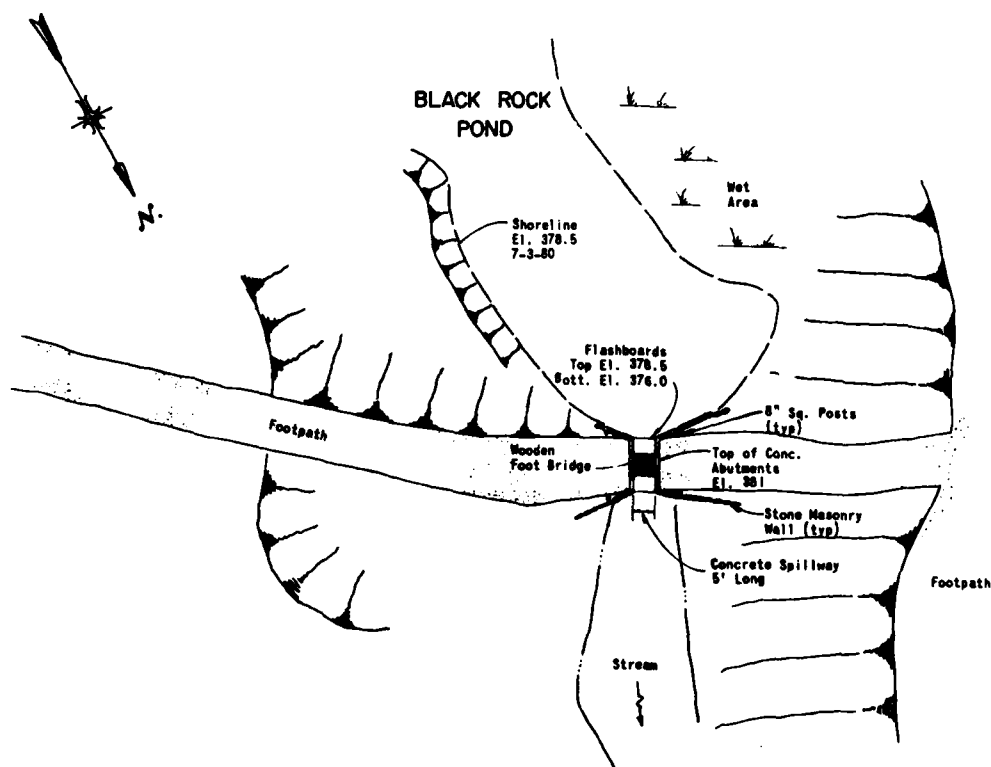 BLACK ROCK
POND
N.
Wet
Area
Shoreline
El. 378.5
7-3-80
Flashboards
Top El. 378.5
Bott. El. 376.0
8" Sq. Posts
(typ)
Footpath
Wooden
Foot Bridge
Top of Conc.
Abutments
El. 381
Stone Masonry
Wall (typ)
Concrete Spillway
5' Long
Footpath
Stream